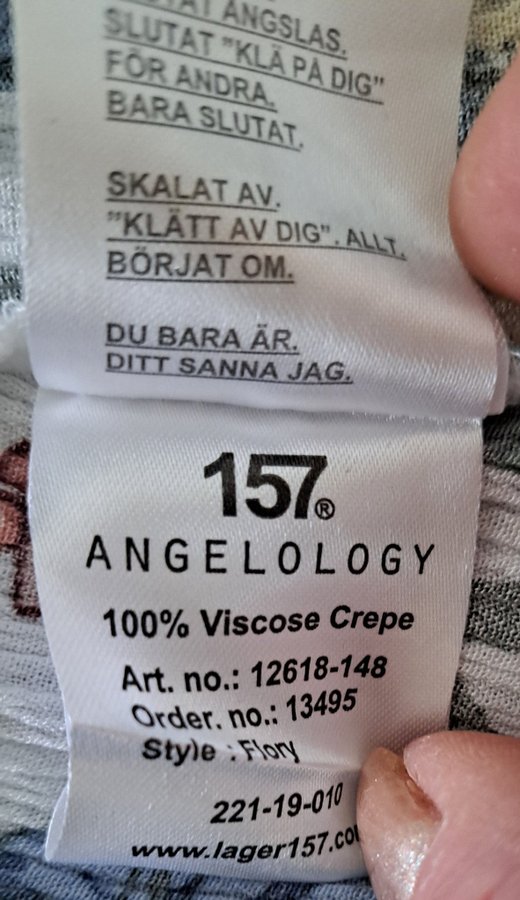 ÄNGSLAS.
SLUTAT "KLÄ PÅ DIG"
FÖR ANDRA.
BARA SLUTAT.
SKALAT AV.
"KLÄTT AV DIG". ALLT.
BÖRJAT OM.
DU BARA ÄR.
DITT SANNA JAG.
157®
ANGELOLOGY
100% Viscose Crepe
Art. no.: 12618-148
Order. no.: 13495
Style : Flory
221-19-010
www.lager157.co